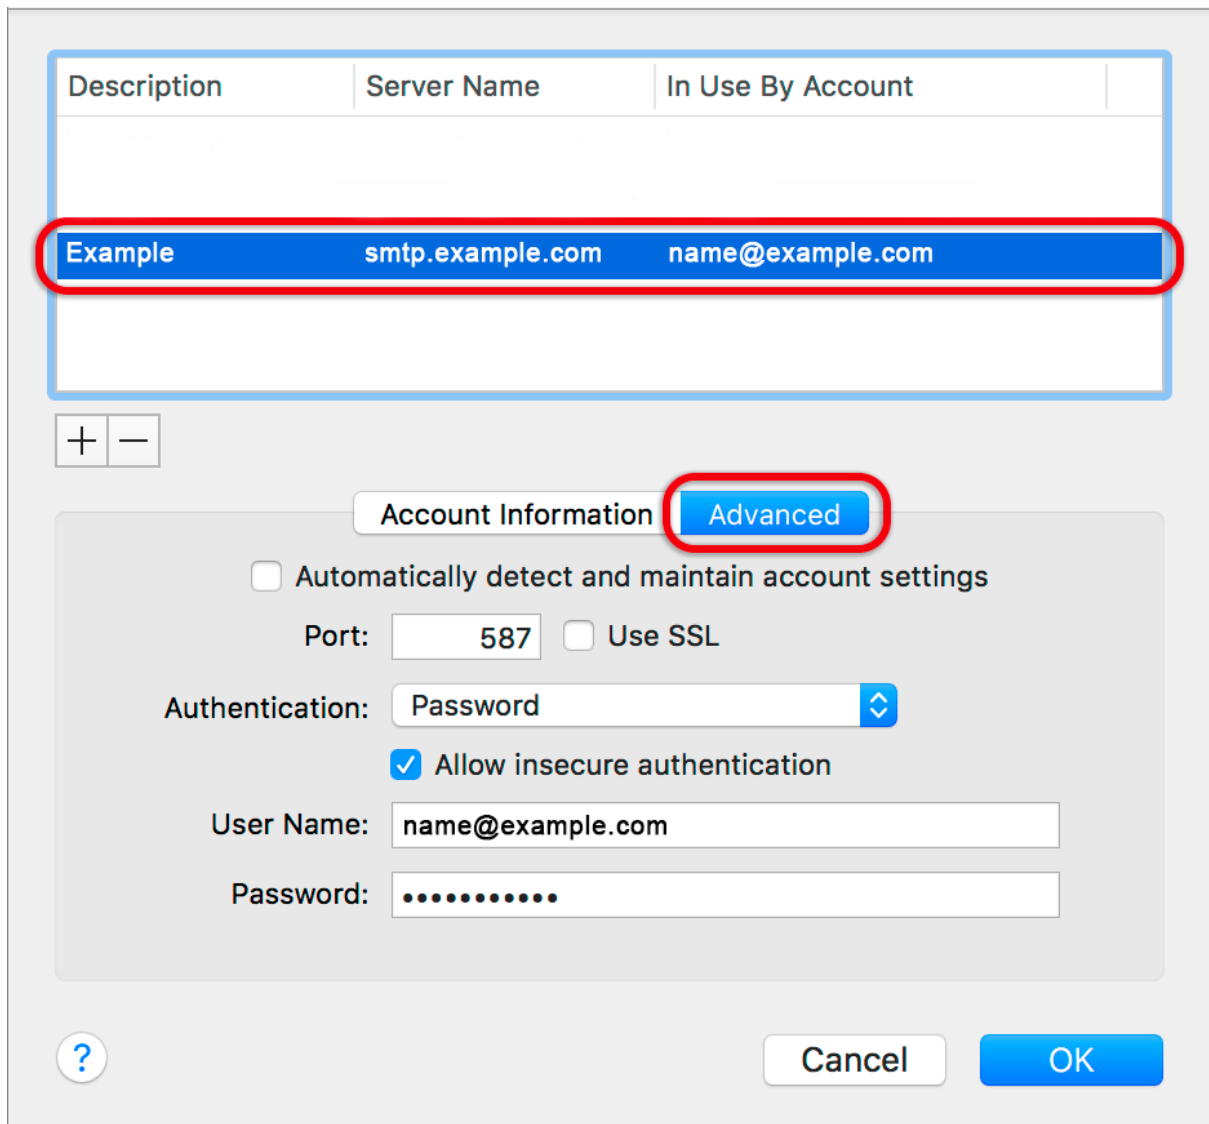 Description Server Name In Use By Account
Example smtp.example.com name@example.com
Account Information Advanced
Automatically detect and maintain account settings
Port: 587 Use SSL
Authentication: Password
Allow insecure authentication
User Name: name@example.com
Password: •••••••••••
? Cancel OK